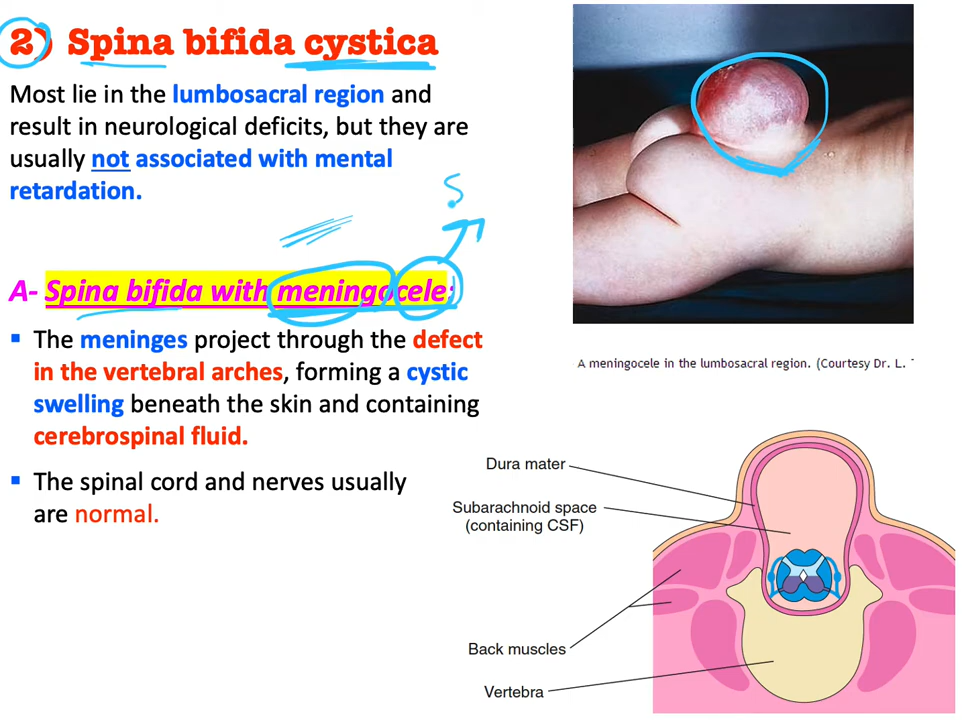 2) Spina bifida cystica
Most lie in the lumbosacral region and
result in neurological deficits, but they are
usually not associated with mental
retardation.
S
A- Spina bifida with meningocele:
▪ The meninges project through the defect
in the vertebral arches, forming a cystic
swelling beneath the skin and containing
cerebrospinal fluid.
▪ The spinal cord and nerves usually
are normal.
A meningocele in the lumbosacral region. (Courtesy Dr. L.
Dura mater
Subarachnoid space
(containing CSF)
Back muscles
Vertebra